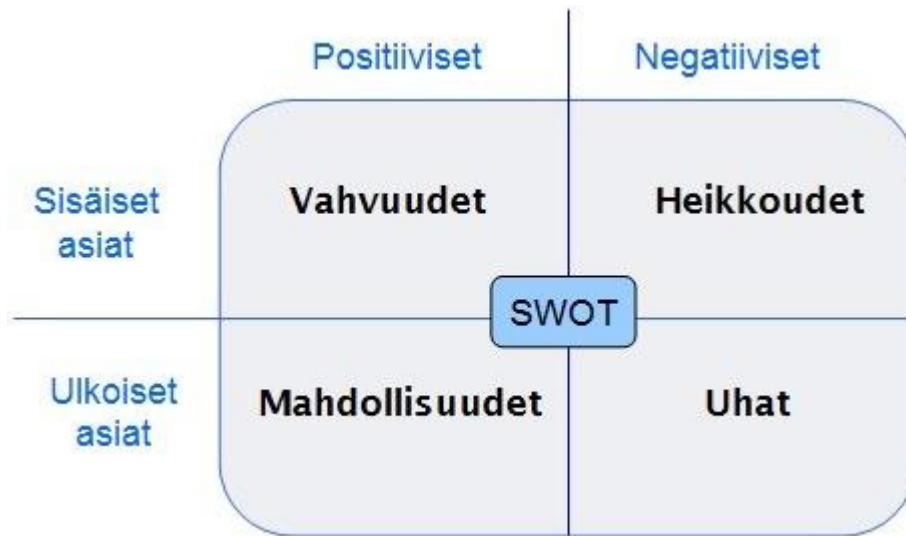 Positiiviset Negatiiviset
Sisäiset
asiat
Vahvuudet Heikkoudet
SWOT
Ulkoiset
asiat
Mahdollisuudet Uhat